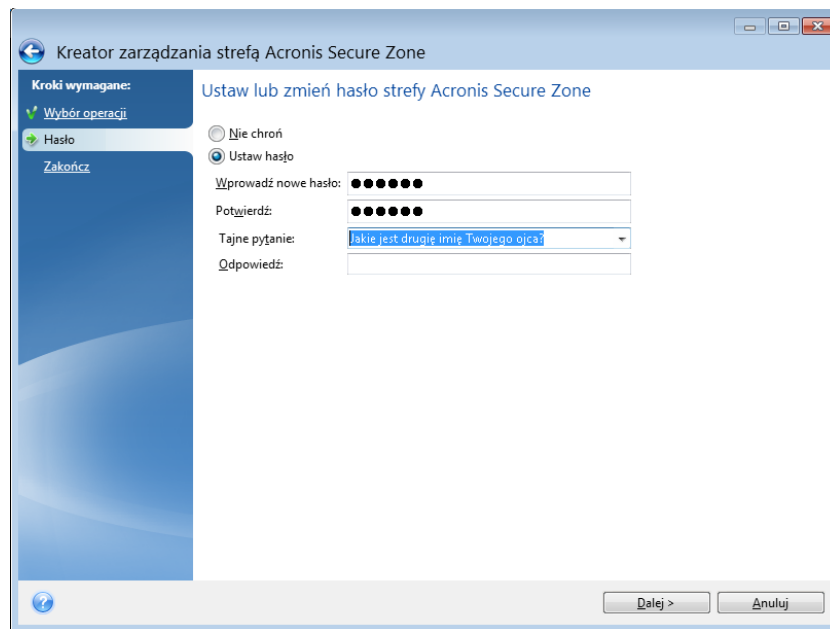 Kreator zarządzania strefą Acronis Secure Zone
Kroki wymagane:
Wybór operacji
Hasło
Zakończ
Ustaw lub zmień hasło strefy Acronis Secure Zone
Nie chroń
Ustaw hasło
Wprowadź nowe hasło: ●●●●●●
Potwierdź: ●●●●●●
Tajne pytanie: Jakie jest drugię imię Twojego ojca?
Odpowiedź:
Dalej >
Anuluj